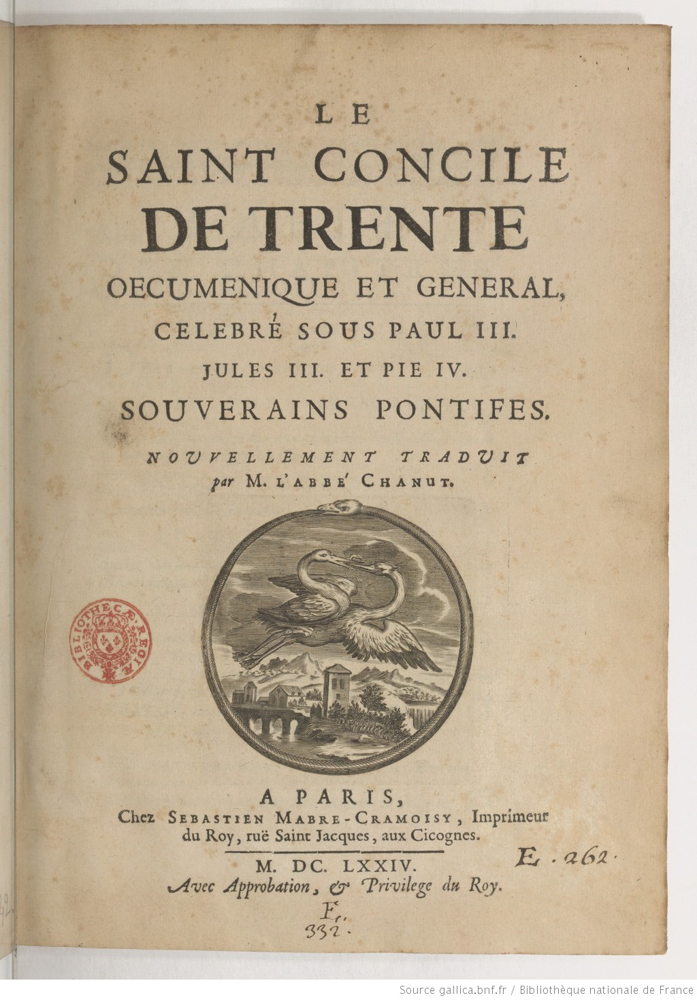 LE
SAINT CONCILE
DE TRENTE
OECUMENIQUE ET GENERAL,
CELEBRÉ SOUS PAUL III.
JULES III. ET PIE IV.
SOUVERAINS PONTIFES.
NOUVELLEMENT TRADUIT
par M. L'ABBÉ CHANUT.
BIBLIOTHECÆ REGIÆ
A PARIS,
Chez SEBASTIEN MABRE-CRAMOISY, Imprimeur
du Roy, ruë Saint Jacques, aux Cicognes.
M. DC. LXXIV.
E. 262.
Avec Approbation, & Privilege du Roy.
E.
332.
Source gallica.bnf.fr / Bibliothèque nationale de France